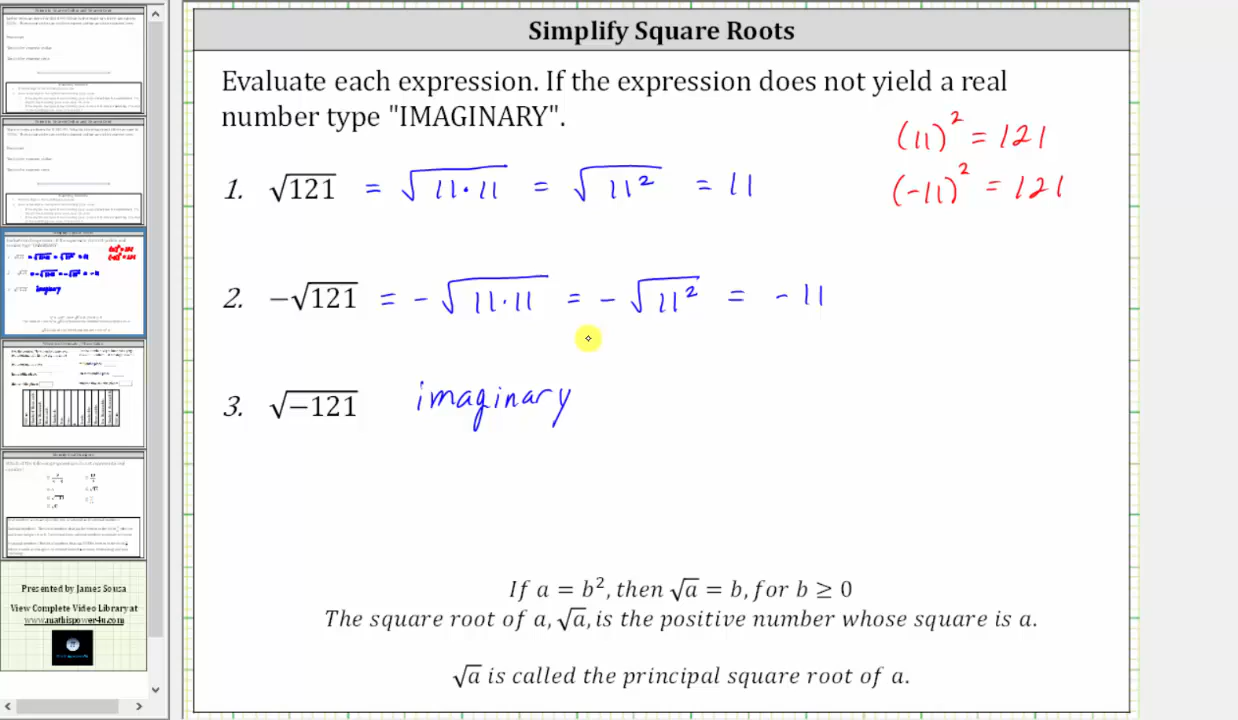 Simplify Square Roots
Evaluate each expression. If the expression does not yield a real
number type "IMAGINARY".
(11)² = 121
(-11)² = 121
1. √121 = √11·11 = √11² = 11
2. −√121 = -√11·11 = -√11² = -11
3. √−121 imaginary
If a = b², then √a = b, for b ≥ 0
The square root of a, √a, is the positive number whose square is a.
√a is called the principal square root of a.
Presented by James Sousa
View Complete Video Library at
www.mathispower4u.com